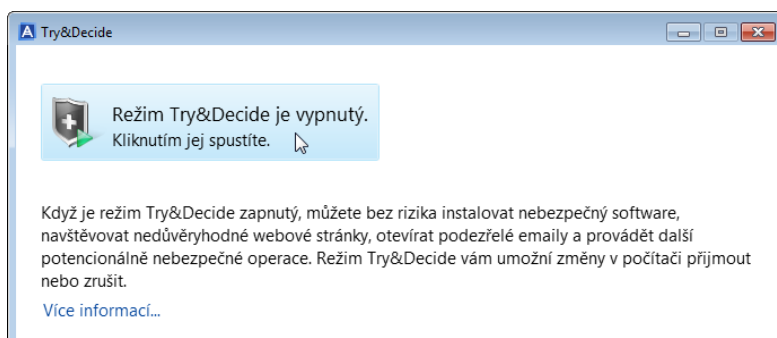 Try&Decide
Režim Try&Decide je vypnutý.
Kliknutím jej spustíte.
Když je režim Try&Decide zapnutý, můžete bez rizika instalovat nebezpečný software,
navštěvovat nedůvěryhodné webové stránky, otevírat podezřelé emaily a provádět další
potencionálně nebezpečné operace. Režim Try&Decide vám umožní změny v počítači přijmout
nebo zrušit.
Více informací...